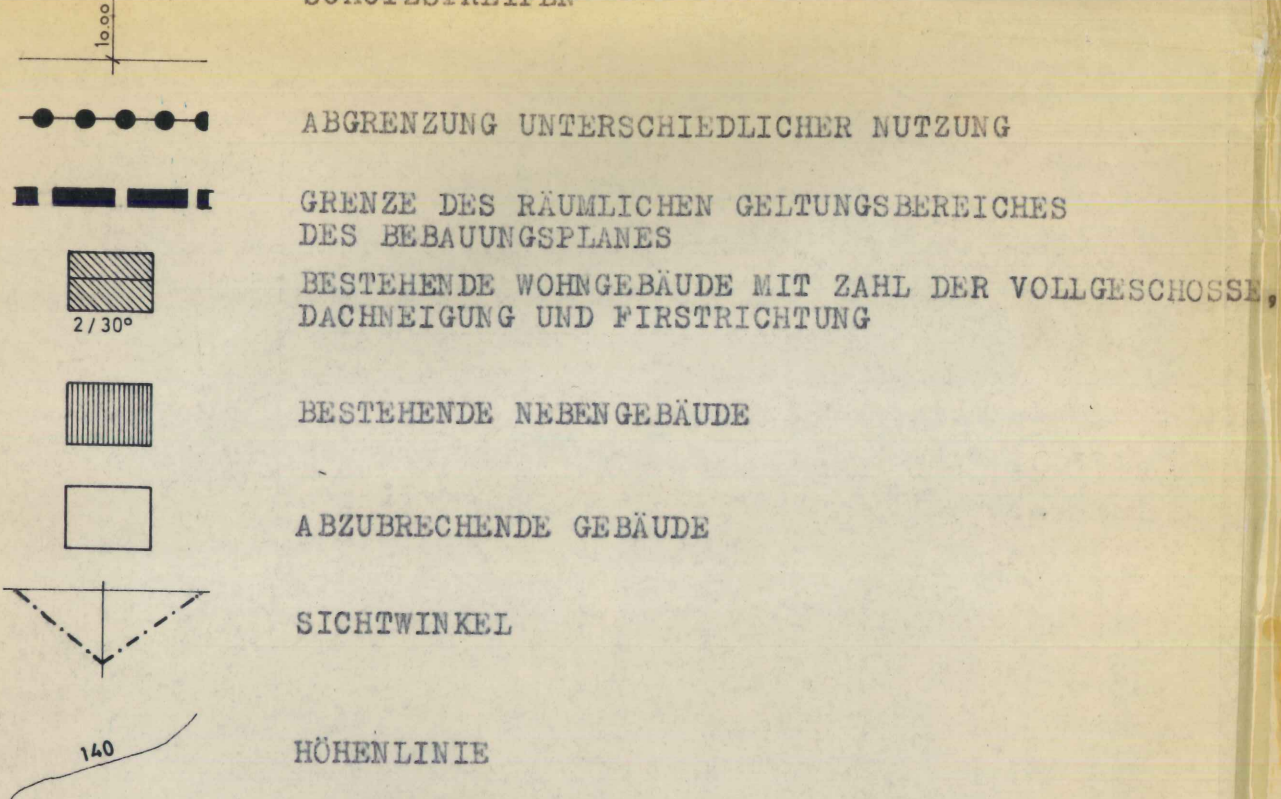 10.00
ABGRENZUNG UNTERSCHIEDLICHER NUTZUNG
GRENZE DES RÄUMLICHEN GELTUNGSBEREICHES
DES BEBAUUNGSPLANES
2/30°
BESTEHENDE WOHNGEBÄUDE MIT ZAHL DER VOLLGESCHOSSE,
DACHNEIGUNG UND FIRSTRICHTUNG
BESTEHENDE NEBENGEBÄUDE
ABZUBRECHENDE GEBÄUDE
SICHTWINKEL
140
HÖHENLINIE